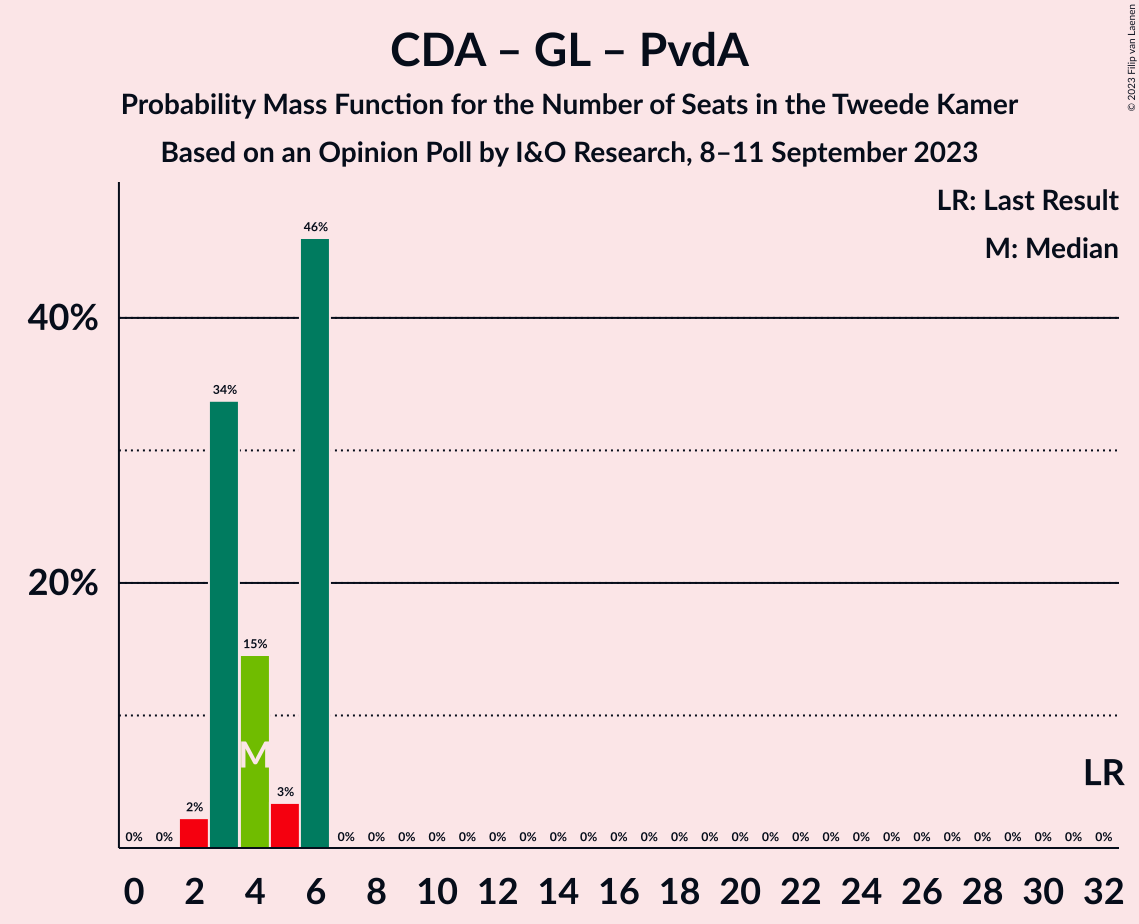 CDA – GL – PvdA
Probability Mass Function for the Number of Seats in the Tweede Kamer
Based on an Opinion Poll by I&O Research, 8–11 September 2023
© 2023 Filip van Laenen
LR: Last Result
M: Median
46%
40%
34%
20%
15%
M
LR
3%
2%
0% 0% 0% 0% 0% 0% 0% 0% 0% 0% 0% 0% 0% 0% 0% 0% 0% 0% 0% 0% 0% 0% 0% 0% 0% 0% 0% 0%
0 2 4 6 8 10 12 14 16 18 20 22 24 26 28 30 32